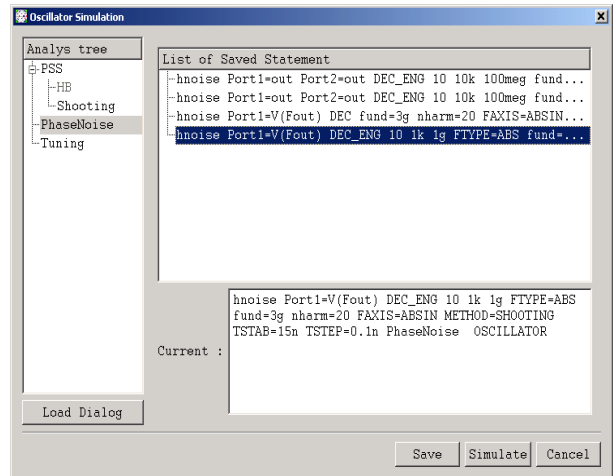 Oscillator Simulation
Analys tree
PSS
HB
Shooting
PhaseNoise
Tuning
List of Saved Statement
hnoise Port1=out Port2=out DEC_ENG 10 10k 100meg fund...
hnoise Port1=out Port2=out DEC_ENG 10 10k 100meg fund...
hnoise Port1=V(Fout) DEC fund=3g nharm=20 FAXIS=ABSIN...
hnoise Port1=V(Fout) DEC_ENG 10 1k 1g FTYPE=ABS fund=...
Current :
hnoise Port1=V(Fout) DEC_ENG 10 1k 1g FTYPE=ABS
fund=3g nharm=20 FAXIS=ABSIN METHOD=SHOOTING
TSTAB=15n TSTEP=0.1n PhaseNoise  OSCILLATOR
Load Dialog
Save
Simulate
Cancel